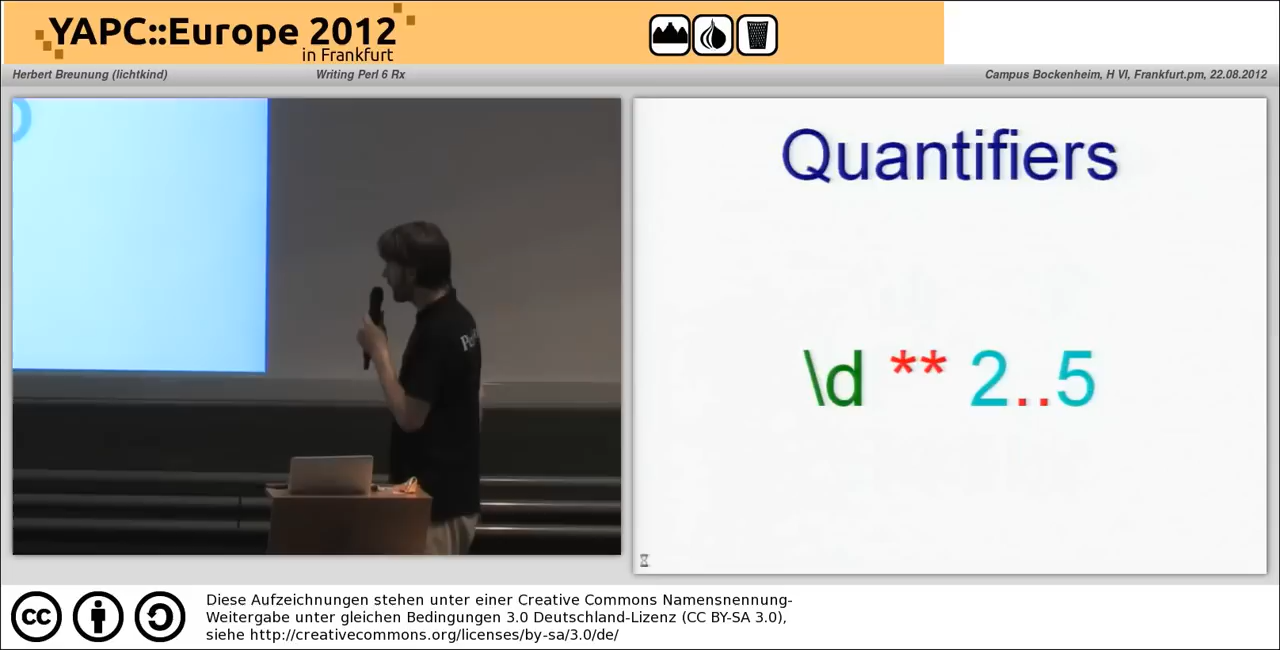 YAPC::Europe 2012
in Frankfurt
Herbert Breunung (lichtkind)
Writing Perl 6 Rx
Campus Bockenheim, H VI, Frankfurt.pm, 22.08.2012
Quantifiers
\d ** 2..5
cc
Diese Aufzeichnungen stehen unter einer Creative Commons Namensnennung-
Weitergabe unter gleichen Bedingungen 3.0 Deutschland-Lizenz (CC BY-SA 3.0),
siehe http://creativecommons.org/licenses/by-sa/3.0/de/